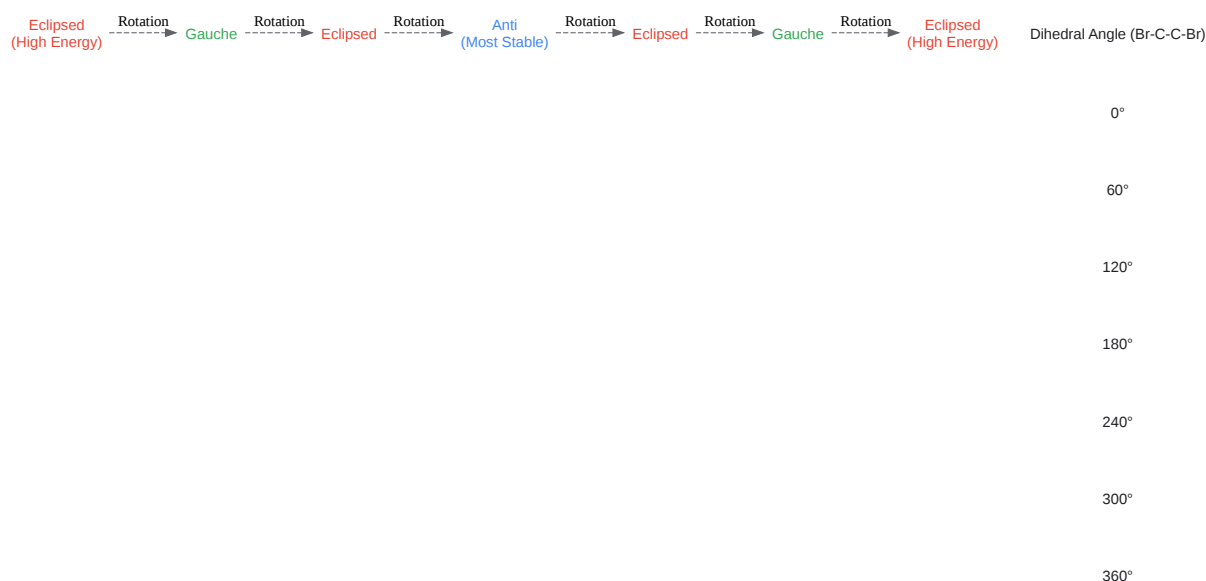 Eclipsed
(High Energy)
Rotation
Gauche
Rotation
Eclipsed
Rotation
Anti
(Most Stable)
Rotation
Eclipsed
Rotation
Gauche
Rotation
Eclipsed
(High Energy)
Dihedral Angle (Br-C-C-Br)
0°
60°
120°
180°
240°
300°
360°